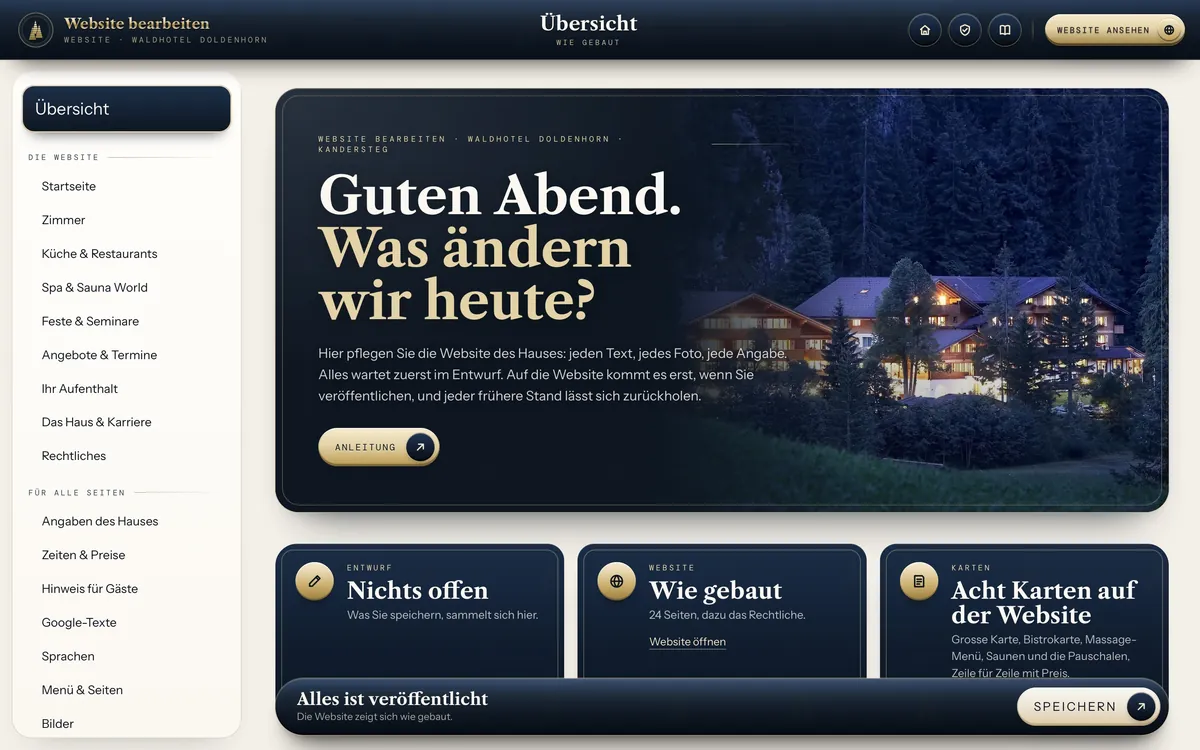 Website bearbeiten
WEBSITE · WALDHOTEL DOLDENHORN
Übersicht
WIE GEBAUT
WEBSITE ANSEHEN
Übersicht
DIE WEBSITE
Startseite
Zimmer
Küche & Restaurants
Spa & Sauna World
Feste & Seminare
Angebote & Termine
Ihr Aufenthalt
Das Haus & Karriere
Rechtliches
FÜR ALLE SEITEN
Angaben des Hauses
Zeiten & Preise
Hinweis für Gäste
Google-Texte
Sprachen
Menü & Seiten
Bilder
WEBSITE BEARBEITEN · WALDHOTEL DOLDENHORN ·
KANDERSTEG
Guten Abend.
Was ändern
wir heute?
Hier pflegen Sie die Website des Hauses: jeden Text, jedes Foto, jede Angabe.
Alles wartet zuerst im Entwurf. Auf die Website kommt es erst, wenn Sie
veröffentlichen, und jeder frühere Stand lässt sich zurückholen.
ANLEITUNG
ENTWURF
Nichts offen
Was Sie speichern, sammelt sich hier.
WEBSITE
Wie gebaut
24 Seiten, dazu das Rechtliche.
Website öffnen
KARTEN
Acht Karten auf
der Website
Grosse Karte, Bistrokarte, Massage-
Menü, Saunen und die Pauschalen,
Zeile für Zeile mit Preis.
Alles ist veröffentlicht
Die Website zeigt sich wie gebaut.
SPEICHERN